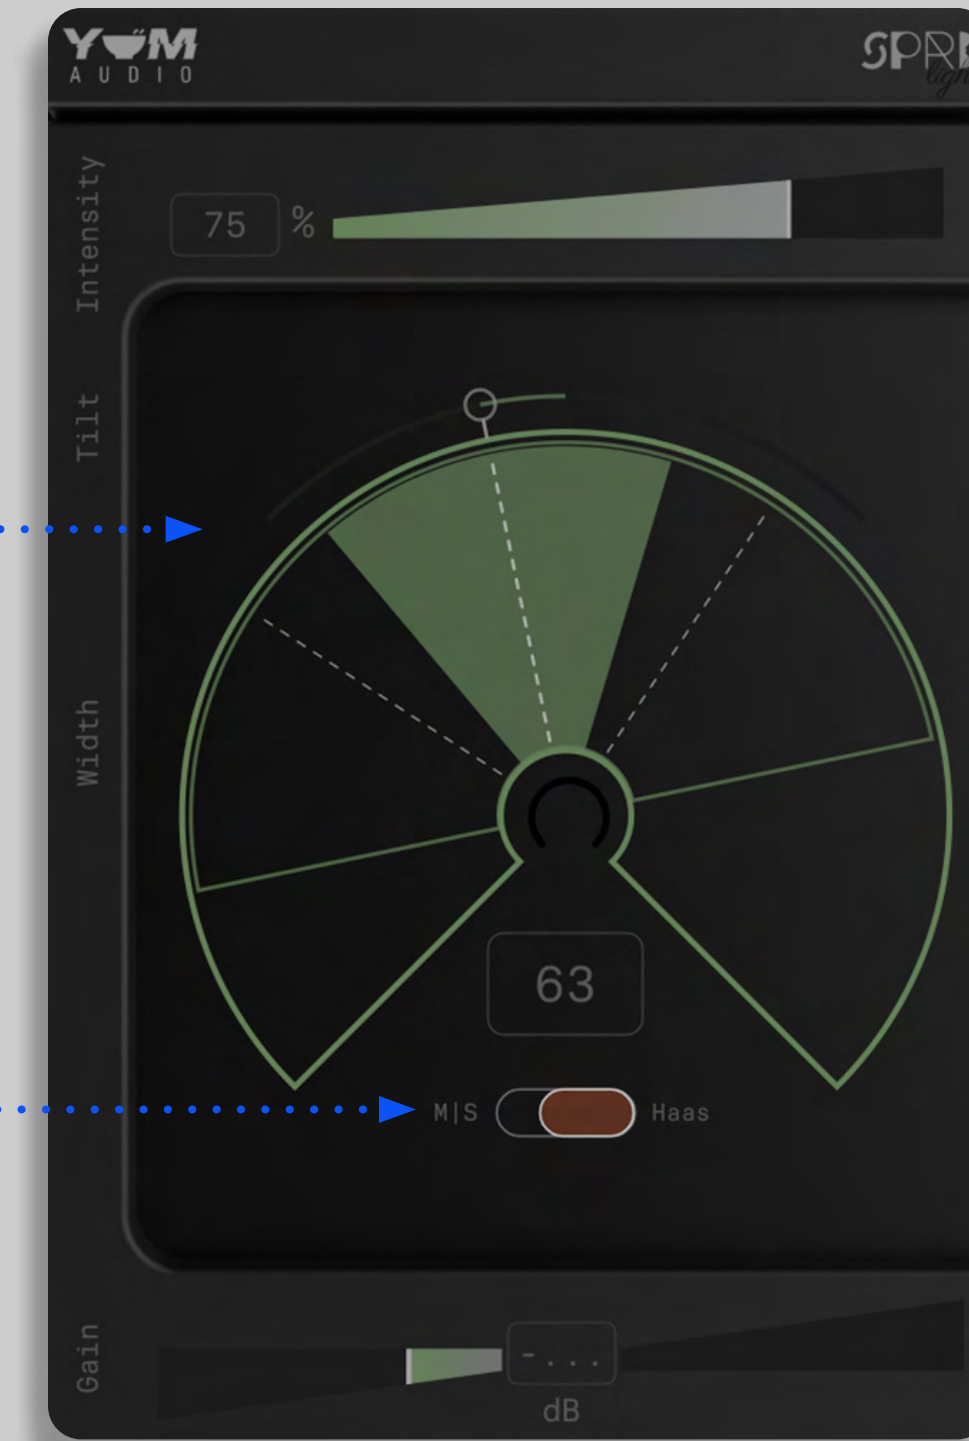 YUM
AUDIO
Intensity
75 %
Tilt
Width
63
M|S
Haas
Gain
-...
dB